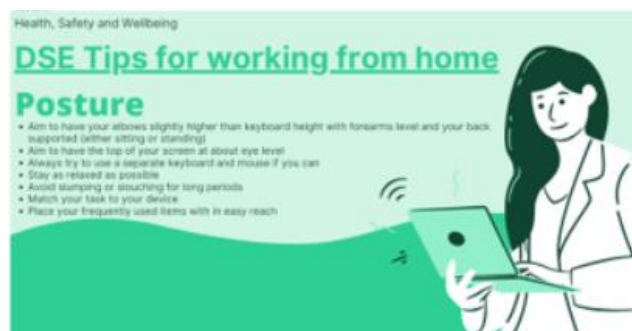 Health, Safety and Wellbeing
DSE Tips for working from home
Posture
• Aim to have your elbows slightly higher than keyboard height with forearms level and your back
supported (either sitting or standing)
• Aim to have the top of your screen at about eye level
• Always try to use a separate keyboard and mouse if you can
• Stay as relaxed as possible
• Avoid slumping or slouching for long periods
• Match your task to your device
• Place your frequently used items with in easy reach